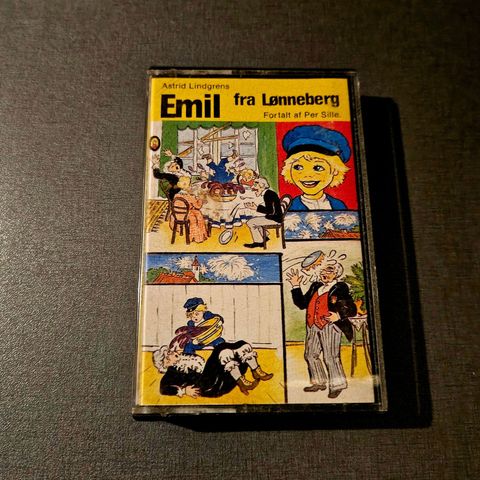 Astrid Lindgrens
Emil fra Lønneberg
Fortalt af Per Sille.